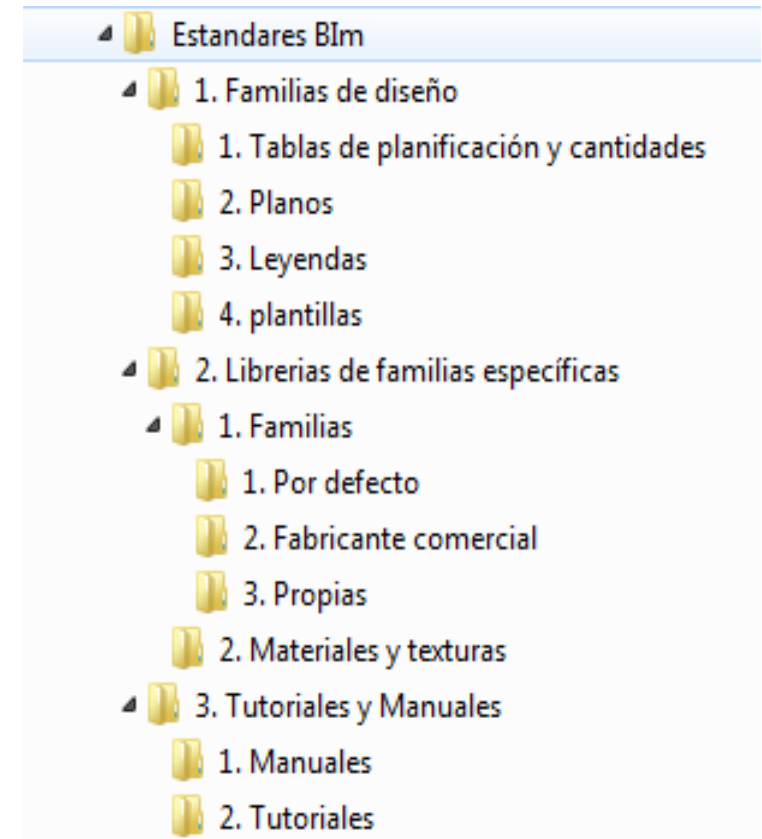 Estandares BIm
1. Familias de diseño
1. Tablas de planificación y cantidades
2. Planos
3. Leyendas
4. plantillas
2. Librerias de familias específicas
1. Familias
1. Por defecto
2. Fabricante comercial
3. Propias
2. Materiales y texturas
3. Tutoriales y Manuales
1. Manuales
2. Tutoriales